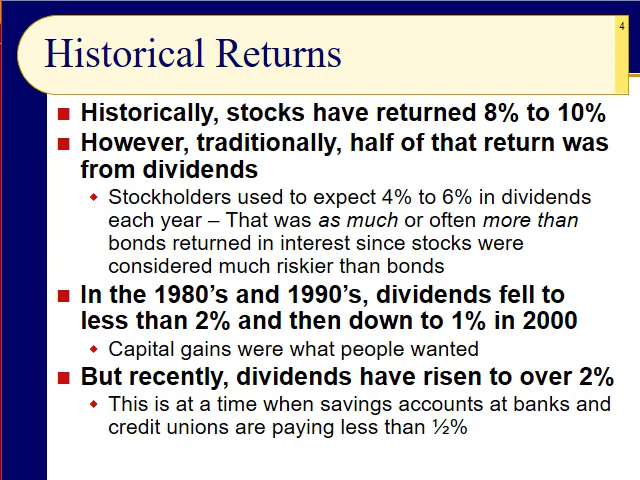 4
Historical Returns
Historically, stocks have returned 8% to 10%
However, traditionally, half of that return was
from dividends
Stockholders used to expect 4% to 6% in dividends
each year – That was as much or often more than
bonds returned in interest since stocks were
considered much riskier than bonds
In the 1980’s and 1990’s, dividends fell to
less than 2% and then down to 1% in 2000
Capital gains were what people wanted
But recently, dividends have risen to over 2%
This is at a time when savings accounts at banks and
credit unions are paying less than ½%